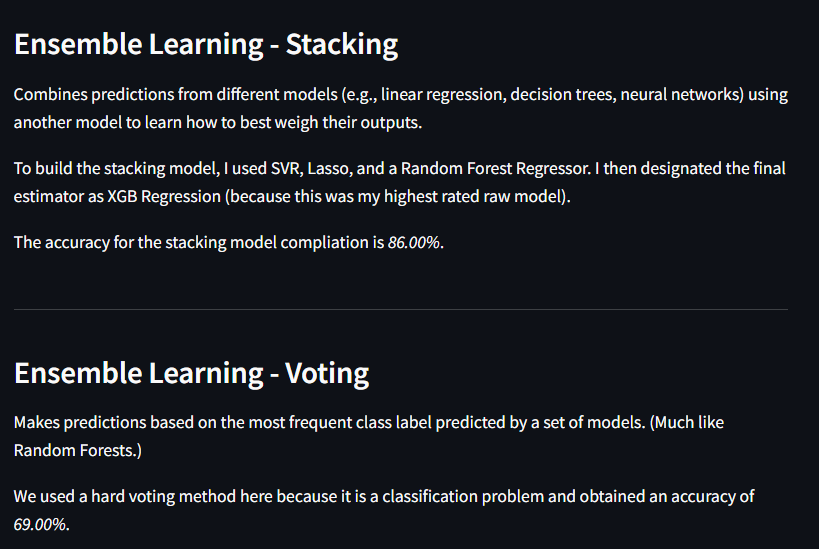 Ensemble Learning - Stacking
Combines predictions from different models (e.g., linear regression, decision trees, neural networks) using
another model to learn how to best weigh their outputs.
To build the stacking model, I used SVR, Lasso, and a Random Forest Regressor. I then designated the final
estimator as XGB Regression (because this was my highest rated raw model).
The accuracy for the stacking model compliation is 86.00%.
Ensemble Learning - Voting
Makes predictions based on the most frequent class label predicted by a set of models. (Much like
Random Forests.)
We used a hard voting method here because it is a classification problem and obtained an accuracy of
69.00%.